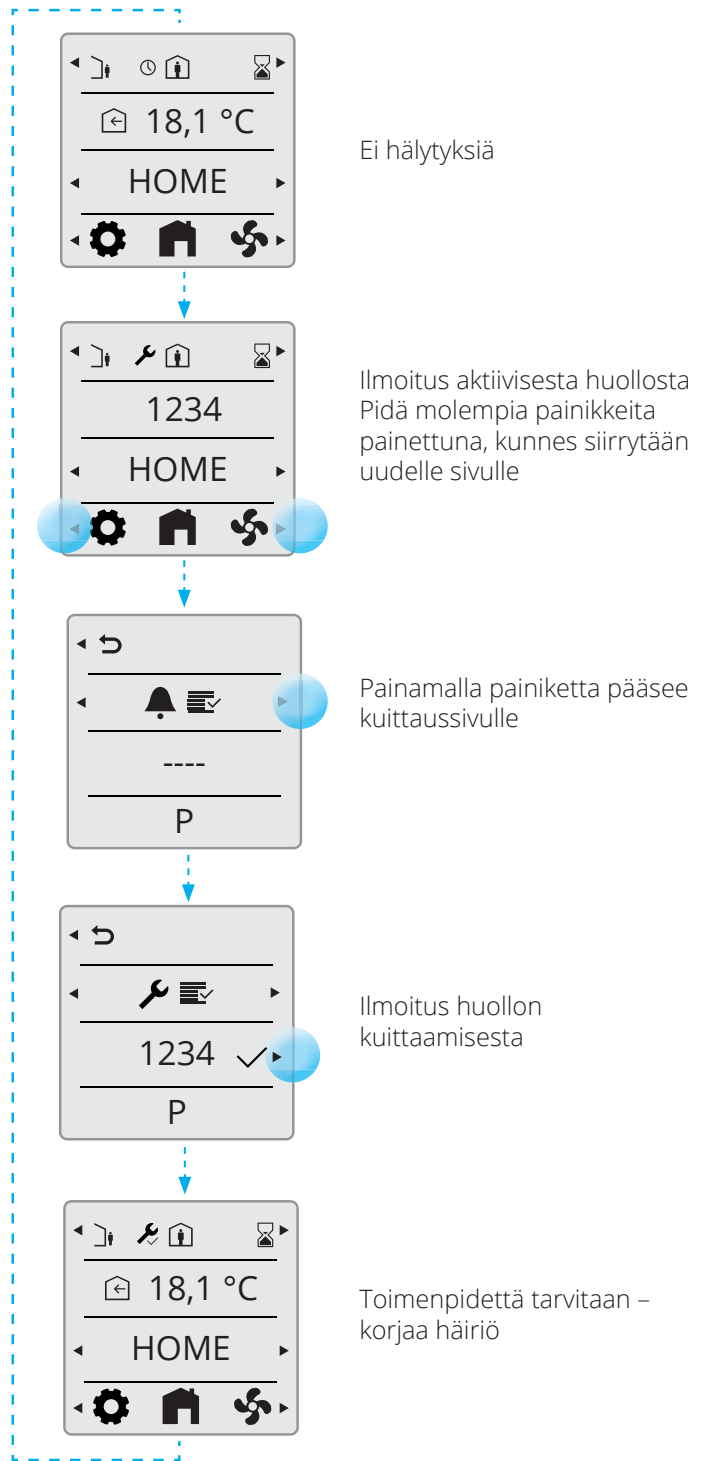 18,1 °C
HOME
Ei hälytyksiä
1234
HOME
Ilmoitus aktiivisesta huollosta
Pidä molempia painikkeita
painettuna, kunnes siirrytään
uudelle sivulle
----
P
Painamalla painiketta pääsee
kuittaussivulle
1234
P
Ilmoitus huollon
kuittaamisesta
18,1 °C
HOME
Toimenpidettä tarvitaan –
korjaa häiriö